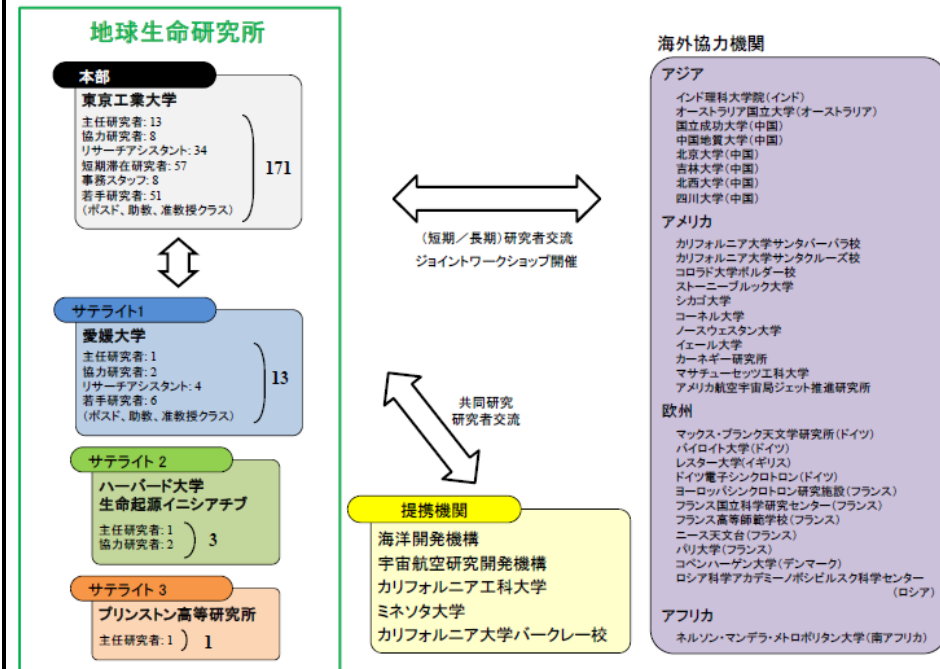 地球生命研究所
本部
東京工業大学
主任研究者: 13
協力研究者: 8
リサーチアシスタント: 34
短期滞在研究者: 57
事務スタッフ: 8
若手研究者: 51
(ポスド、助教、准教授クラス)
171
サテライト1
愛媛大学
主任研究者: 1
協力研究者: 2
リサーチアシスタント: 4
若手研究者: 6
(ポスド、助教、准教授クラス)
13
サテライト 2
ハーバード大学
生命起源イニシアチブ
主任研究者: 1
協力研究者: 2
3
サテライト 3
プリンストン高等研究所
主任研究者: 1
1
(短期/長期)研究者交流
ジョイントワークショップ開催
共同研究
研究者交流
提携機関
海洋開発機構
宇宙航空研究開発機構
カリフォルニア工科大学
ミネソタ大学
カリフォルニア大学バークレー校
海外協力機関
アジア
インド理科大学院(インド)
オーストラリア国立大学(オーストラリア)
国立成功大学(中国)
中国地質大学(中国)
北京大学(中国)
吉林大学(中国)
北西大学(中国)
四川大学(中国)
アメリカ
カリフォルニア大学サンタバーバラ校
カリフォルニア大学サンタクルーズ校
コロラド大学ボルダー校
ストーニーブルック大学
シカゴ大学
コーネル大学
ノースウェスタン大学
イェール大学
カーネギー研究所
マサチューセッツ工科大学
アメリカ航空宇宙局ジェット推進研究所
欧州
マックス・プランク天文学研究所(ドイツ)
バイロイト大学(ドイツ)
レスター大学(イギリス)
ドイツ電子シンクロトロン(ドイツ)
ヨーロッパシンクロトロン研究施設(フランス)
フランス国立科学研究センター(フランス)
フランス高等師範学校(フランス)
ニース天文台(フランス)
パリ大学(フランス)
コペンハーゲン大学(デンマーク)
ロシア科学アカデミーノボシビルスク科学センター
(ロシア)
アフリカ
ネルソン・マンデラ・メトロポリタン大学(南アフリカ)